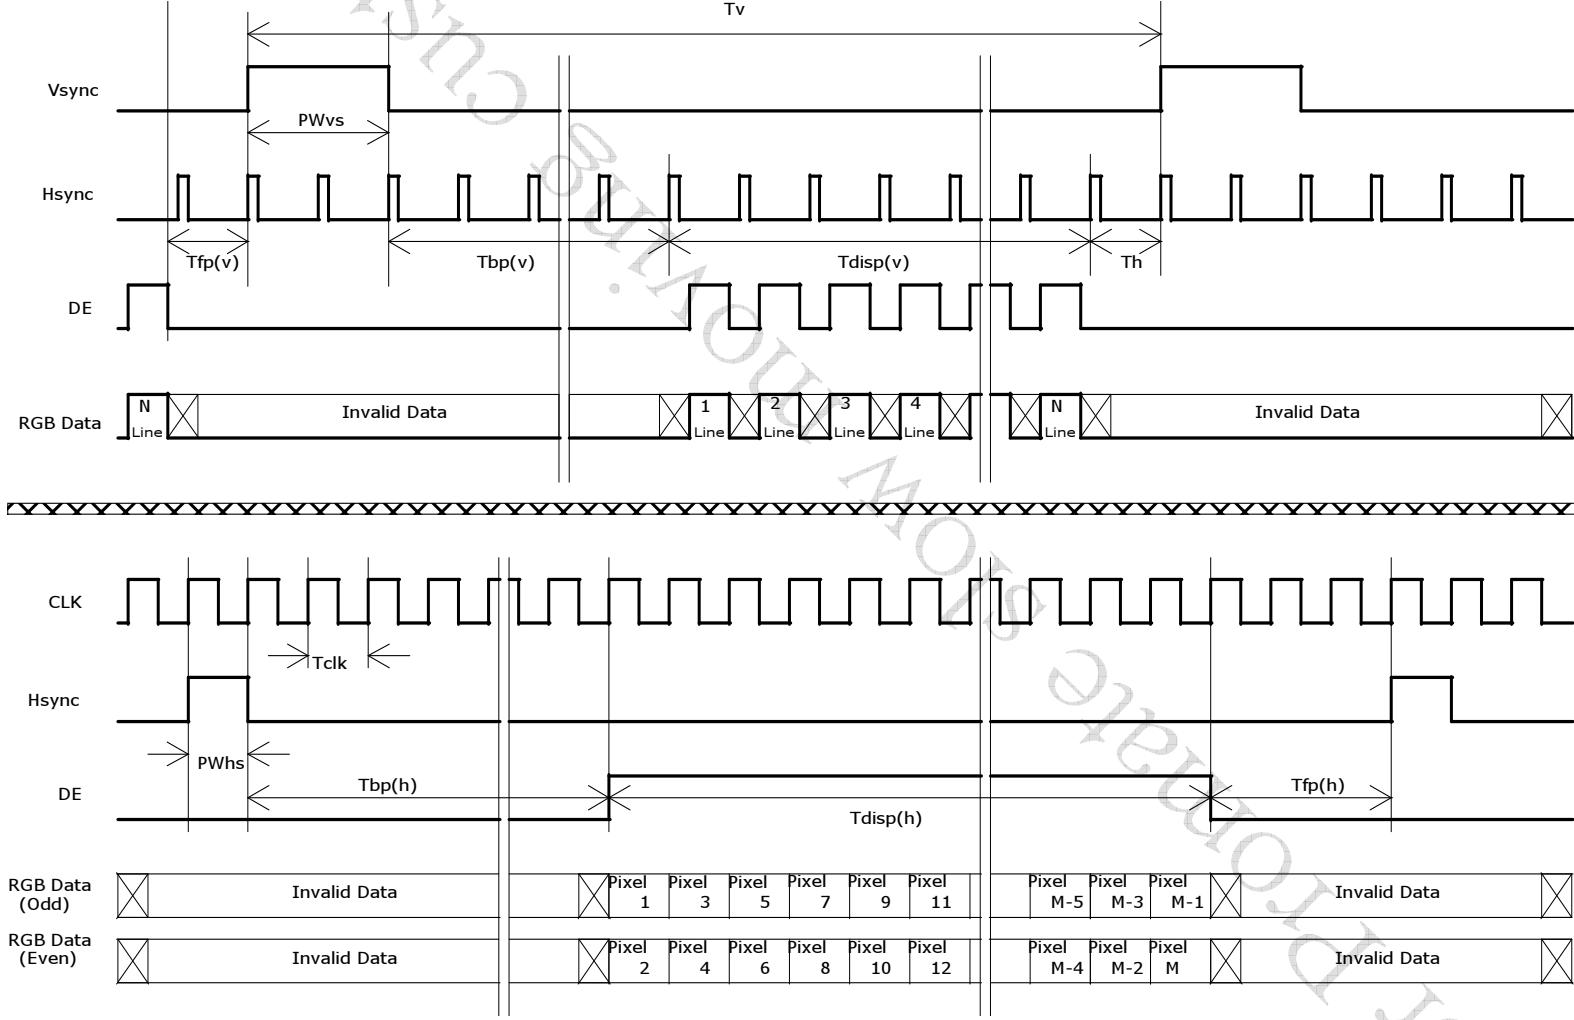 Tv
Vsync
PWvs
Hsync
Tfp(v) Tbp(v) Tdisp(v) Th
DE
N 1 2 3 4 N
RGB Data Invalid Data Invalid Data
Line Line Line Line Line Line
CLK
Tclk
Hsync
PWhs
DE Tbp(h) Tdisp(h) Tfp(h)
RGB Data Invalid Data Pixel Pixel Pixel Pixel Pixel Pixel Pixel Pixel Pixel Invalid Data
(Odd) 1 3 5 7 9 11 M-5 M-3 M-1
RGB Data Invalid Data Pixel Pixel Pixel Pixel Pixel Pixel Pixel Pixel Pixel Invalid Data
(Even) 2 4 6 8 10 12 M-4 M-2 M
slow moving